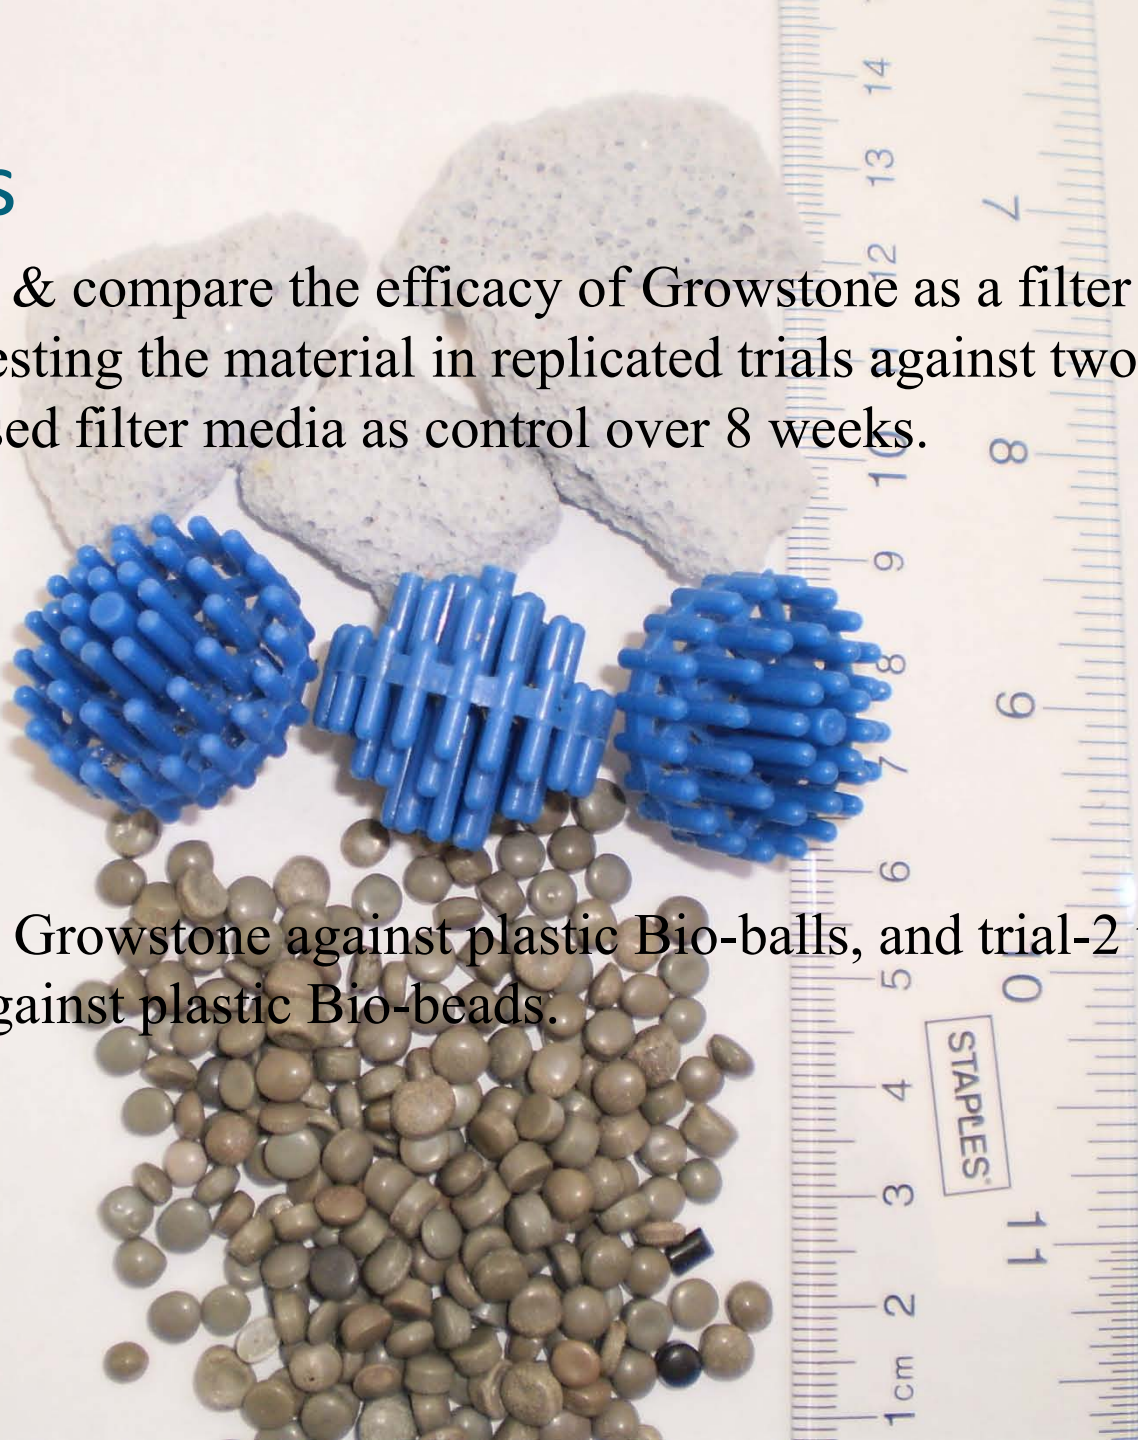 s
& compare the efficacy of Growstone as a filter
esting the material in replicated trials against two
sed filter media as control over 8 weeks.
Growstone against plastic Bio-balls, and trial-2
gainst plastic Bio-beads.
14
13
12
11
10
9
8
7
6
5
4
3
2
1cm
7
8
9
10
11
STAPLES